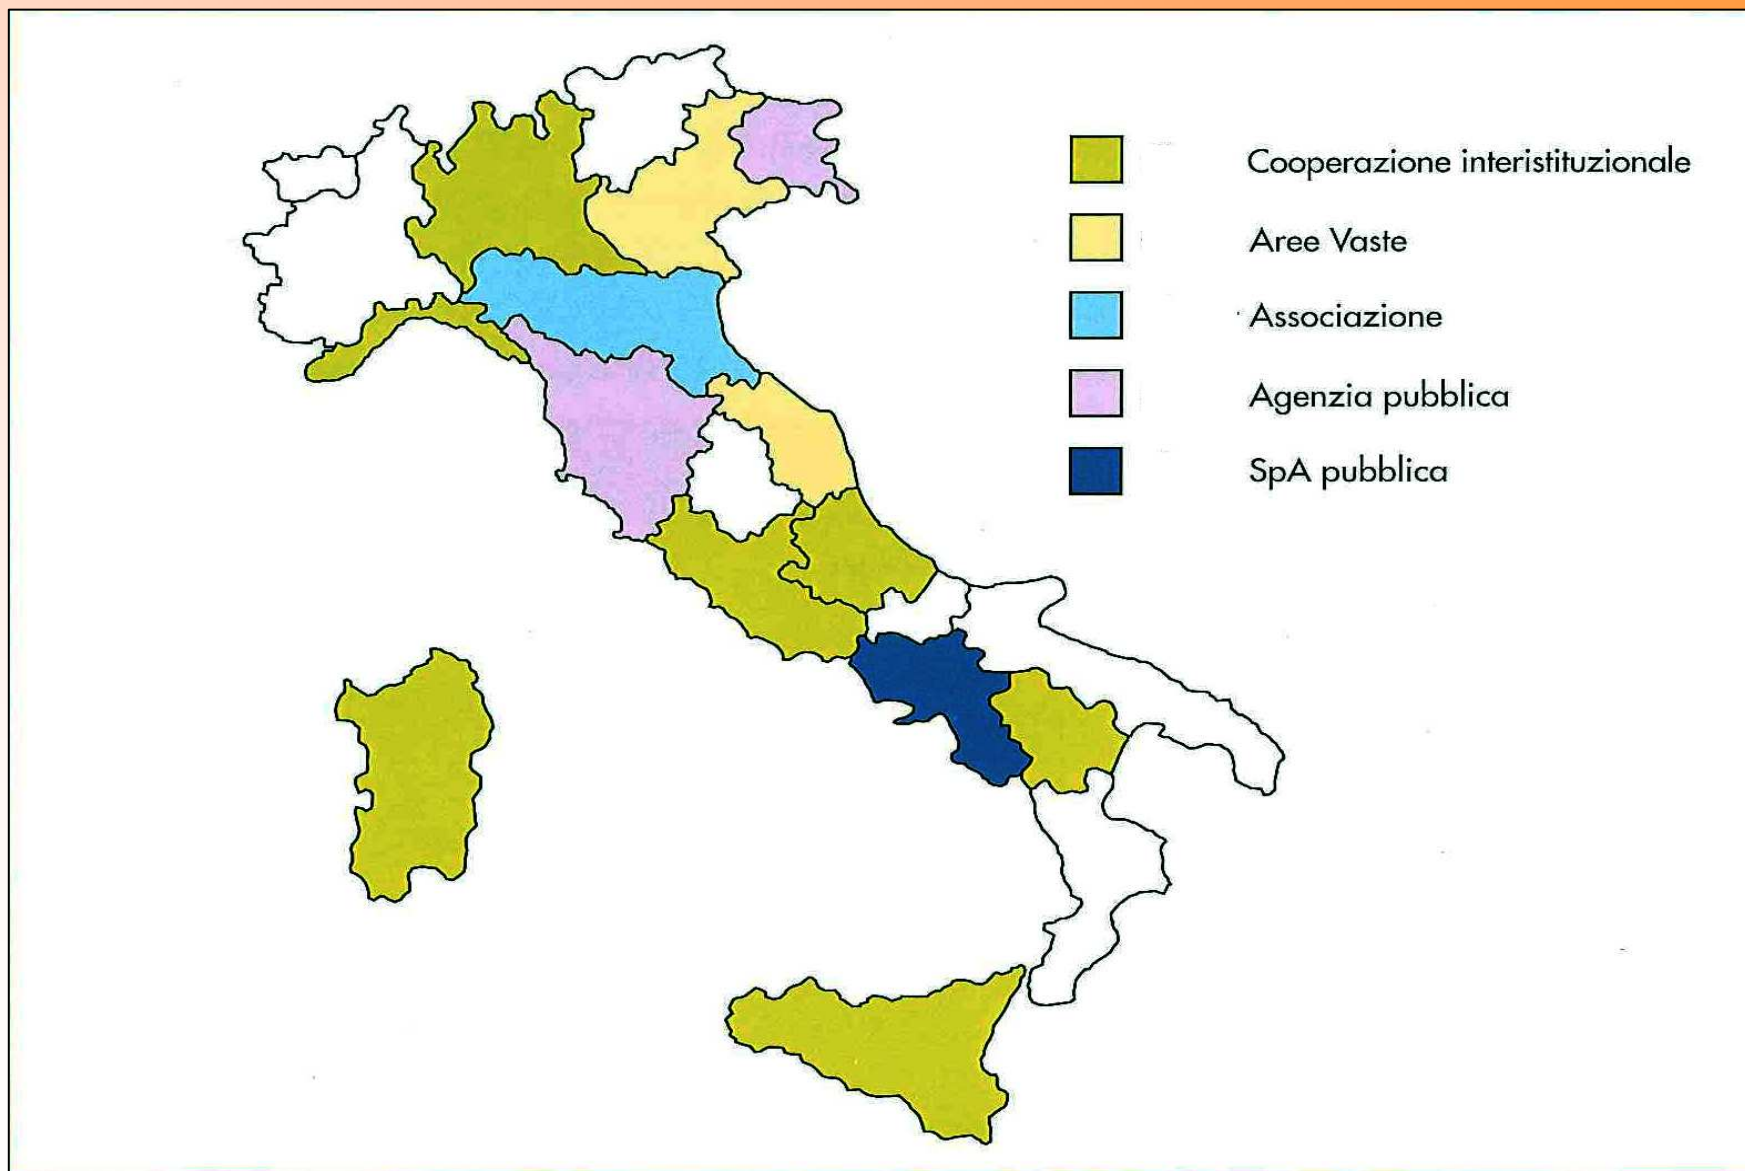 Cooperazione interistituzionale
Aree Vaste
Associazione
Agenzia pubblica
SpA pubblica